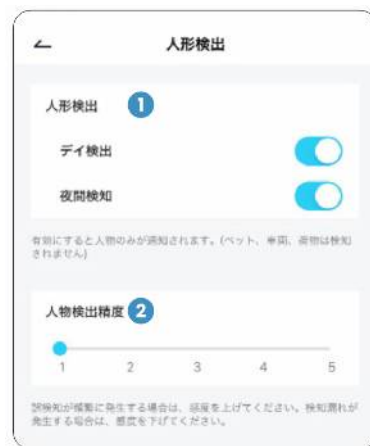 人形検出
人形検出 1
デイ検出
夜間検知
有効にすると人物のみが通知されます。(ペット、車両、荷物は検知
されません)
人物検出精度 2
1 2 3 4 5
誤検知が頻繁に発生する場合は、感度を上げてください。検知漏れが
発生する場合は、感度を下げてください。